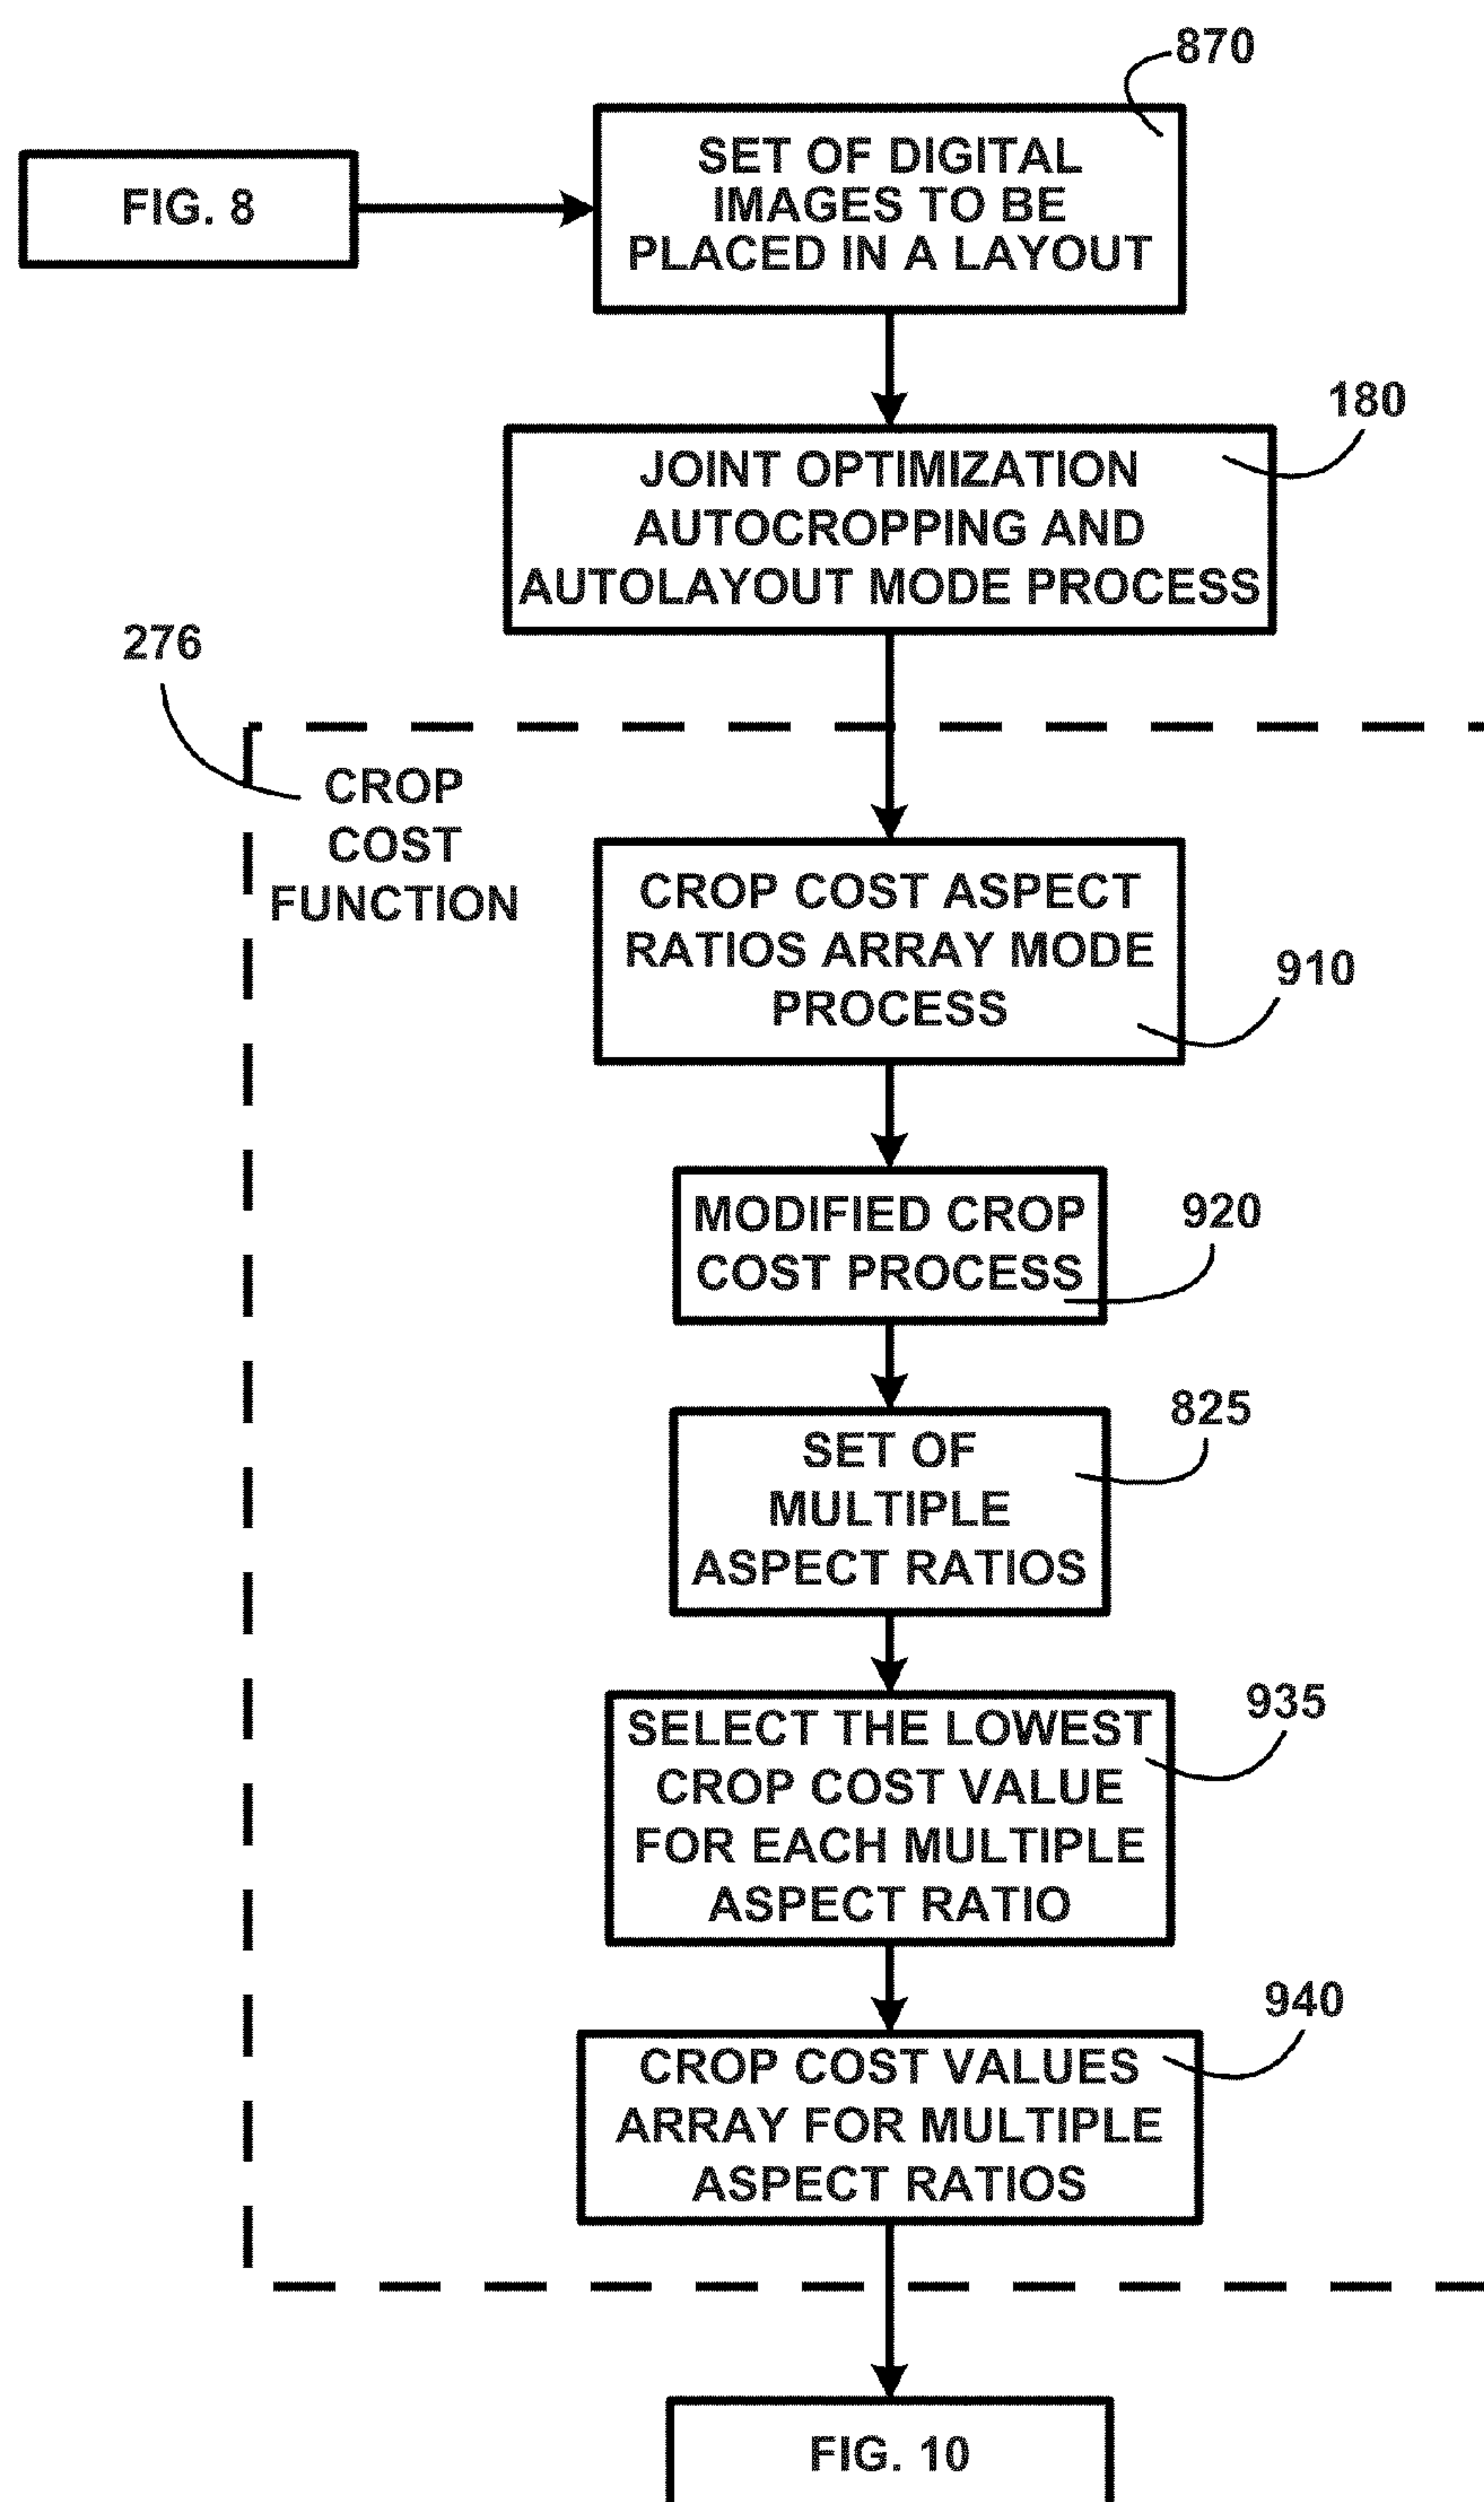 870
FIG. 8
SET OF DIGITAL
IMAGES TO BE
PLACED IN A LAYOUT
180
JOINT OPTIMIZATION
AUTOCROPPING AND
AUTOLAYOUT MODE PROCESS
276
CROP
COST
FUNCTION
CROP COST ASPECT
RATIOS ARRAY MODE
PROCESS
910
MODIFIED CROP
COST PROCESS
920
825
SET OF
MULTIPLE
ASPECT RATIOS
935
SELECT THE LOWEST
CROP COST VALUE
FOR EACH MULTIPLE
ASPECT RATIO
940
CROP COST VALUES
ARRAY FOR MULTIPLE
ASPECT RATIOS
FIG. 10